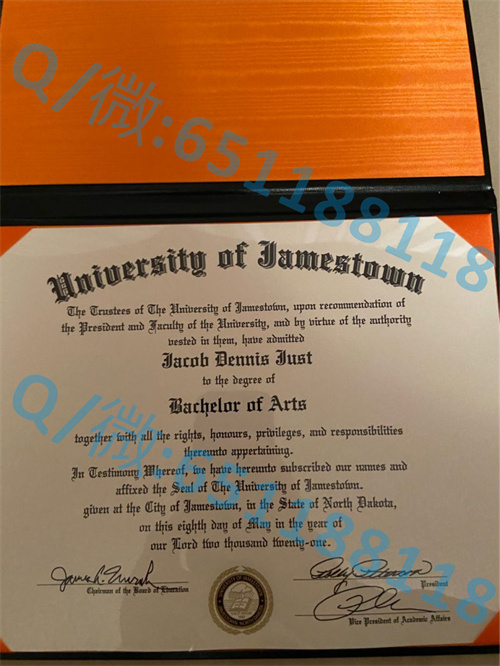 Q/微:651188118
University of Jamestown
The Trustees of The University of Jamestown, upon recommendation of
the President and Faculty of the University, and by virtue of the authority
vested in them, have admitted
Jacob Dennis Just
to the degree of
Bachelor of Arts
together with all the rights, honours, privileges, and responsibilities
thereunto appertaining.
In Testimony Whereof, we have hereunto subscribed our names and
affixed the Seal of The University of Jamestown.
given at the City of Jamestown, in the State of North Dakota,
on this eighth day of May in the year of
our Lord two thousand twenty-one.
Q/微:651188118
Chairman of the Board of Education
President
Vice President of Academic Affairs